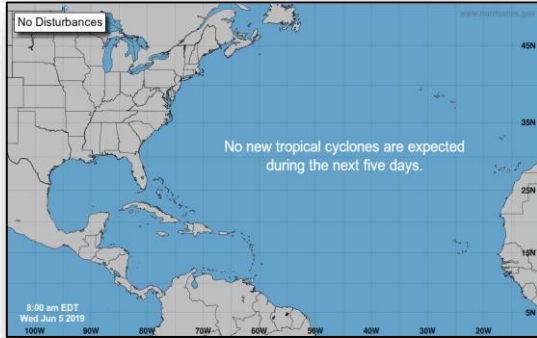 No Disturbances
www.hurricanes.gov
45N
35N
No new tropical cyclones are expected
during the next five days.
25N
15N
8:00 am EDT
5N
Wed Jun 5 2019
100W 90W 80W 70W 60W 50W 40W 30W 20W